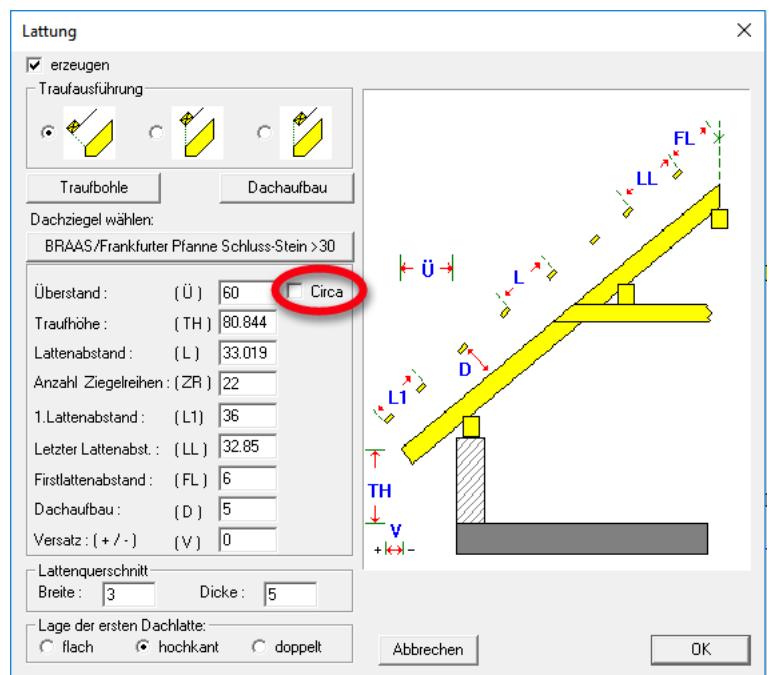 Lattung
erzeugen
Traufausführung
Traufbohle
Dachaufbau
Dachziegel wählen:
BRAAS/Frankfurter Pfanne Schluss-Stein >30
Überstand : ( Ü ) 60 Circa
Traufhöhe : ( TH ) 80.844
Lattenabstand : ( L ) 33.019
Anzahl Ziegelreihen : ( ZR ) 22
1.Lattenabstand : ( L1) 36
Letzter Lattenabst. : ( LL ) 32.85
Firstlattenabstand : ( FL ) 6
Dachaufbau : ( D ) 5
Versatz : ( + / - ) ( V ) 0
Lattenquerschnitt
Breite : 3 Dicke : 5
Lage der ersten Dachlatte:
flach hochkant doppelt
FL
LL
Ü
L
D
L1
TH
V
+ -
Abbrechen
OK